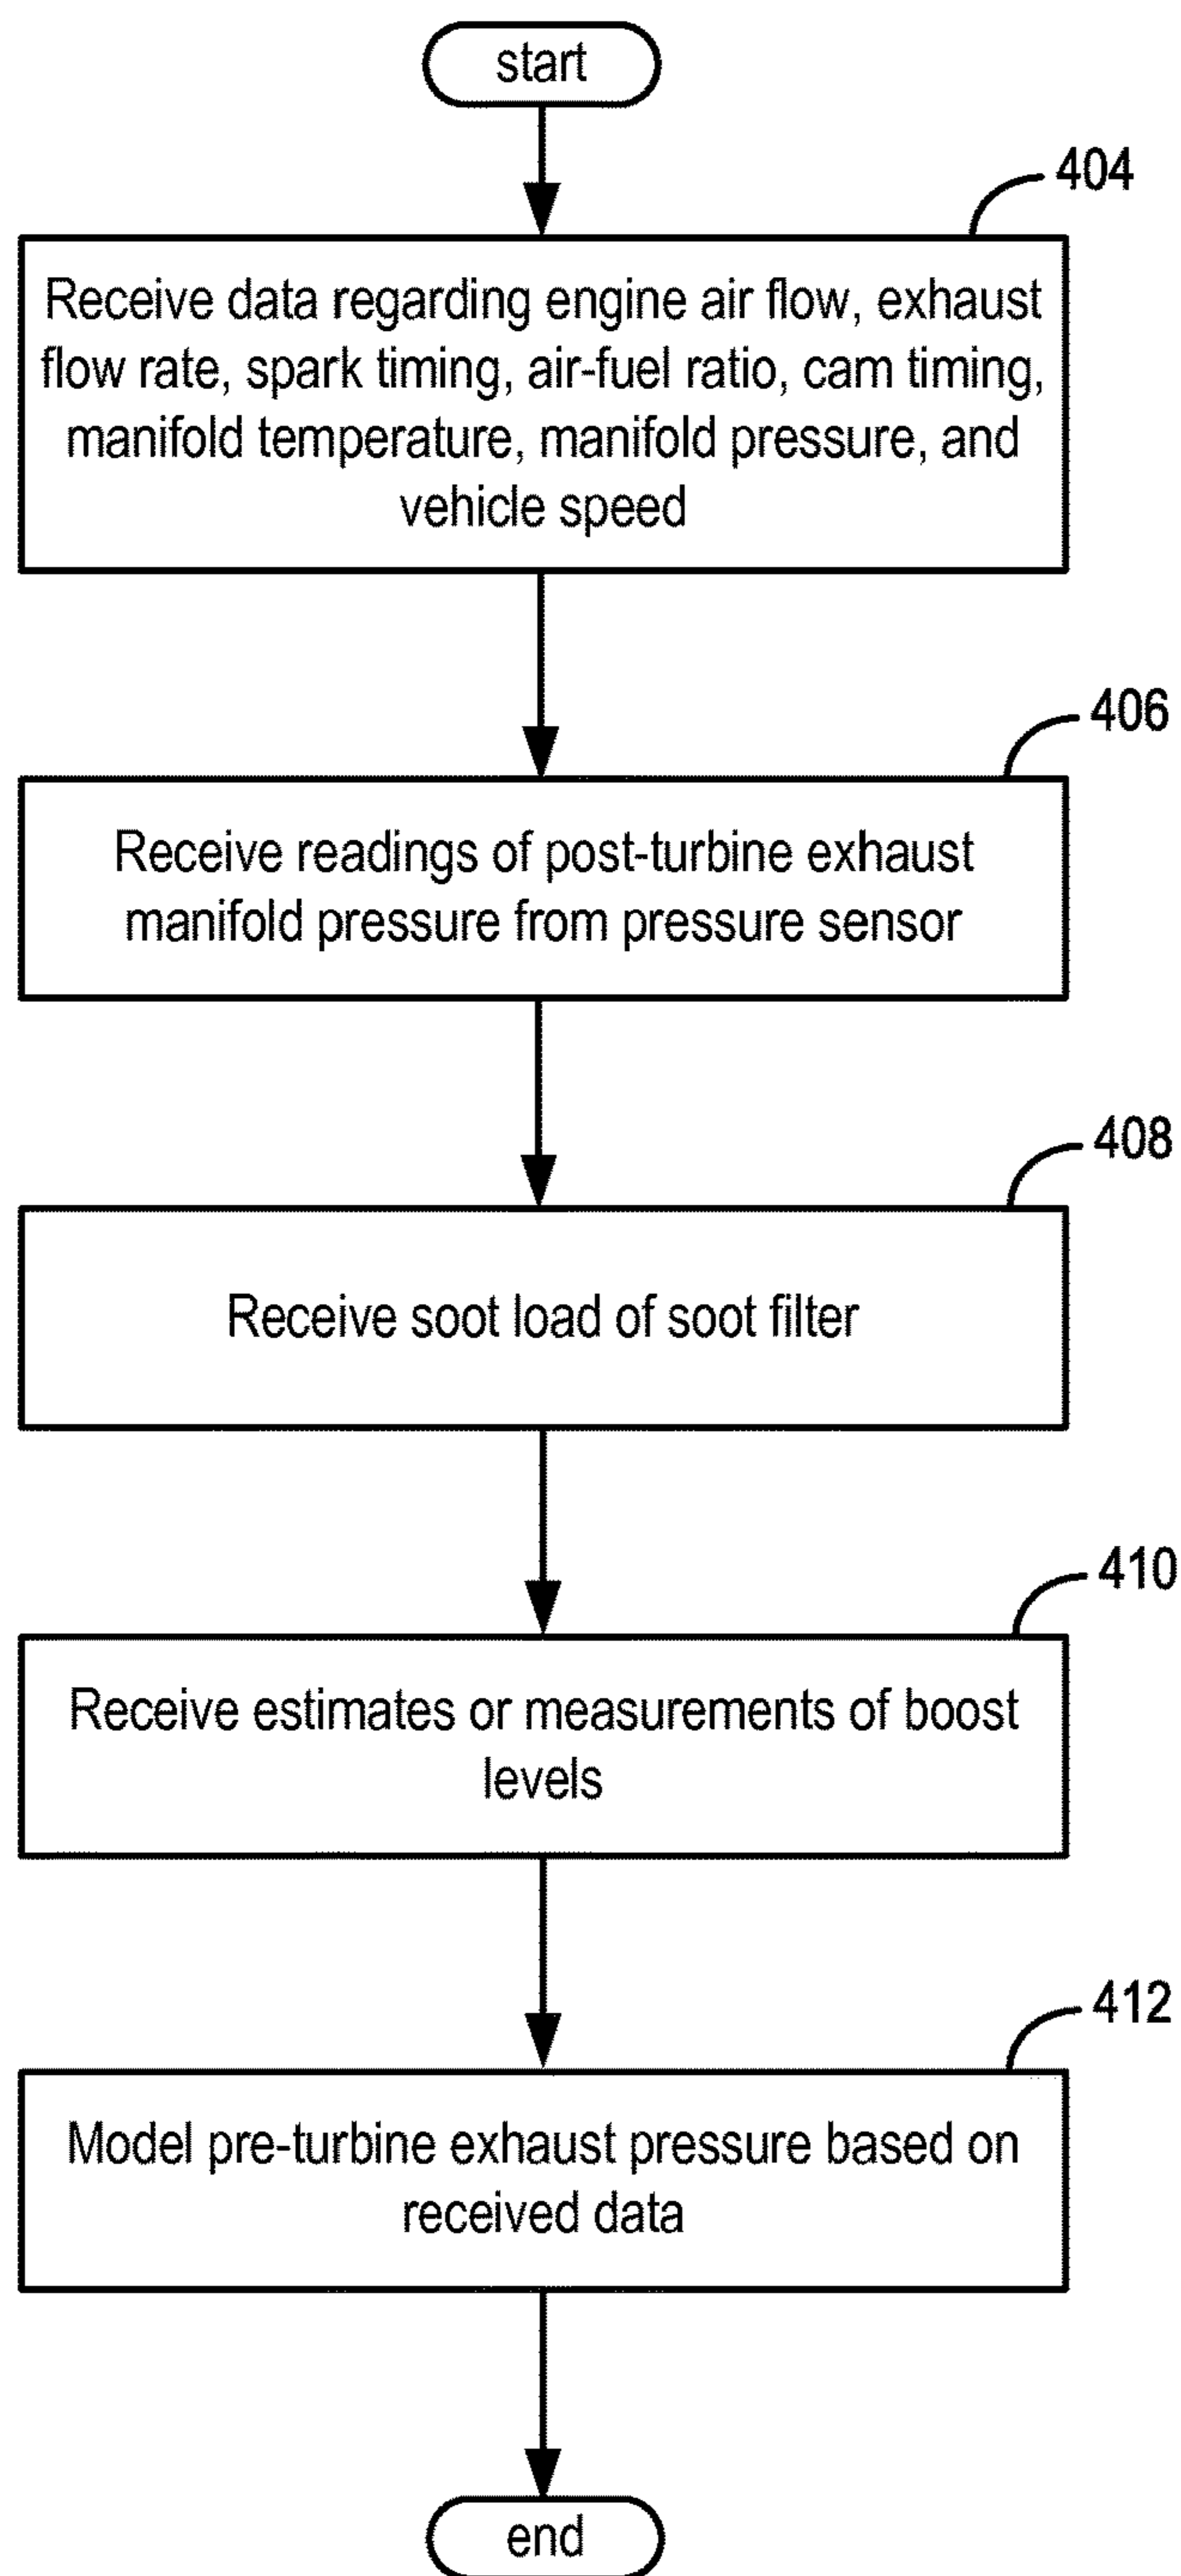 start
404
Receive data regarding engine air flow, exhaust
flow rate, spark timing, air-fuel ratio, cam timing,
manifold temperature, manifold pressure, and
vehicle speed
406
Receive readings of post-turbine exhaust
manifold pressure from pressure sensor
408
Receive soot load of soot filter
410
Receive estimates or measurements of boost
levels
412
Model pre-turbine exhaust pressure based on
received data
end